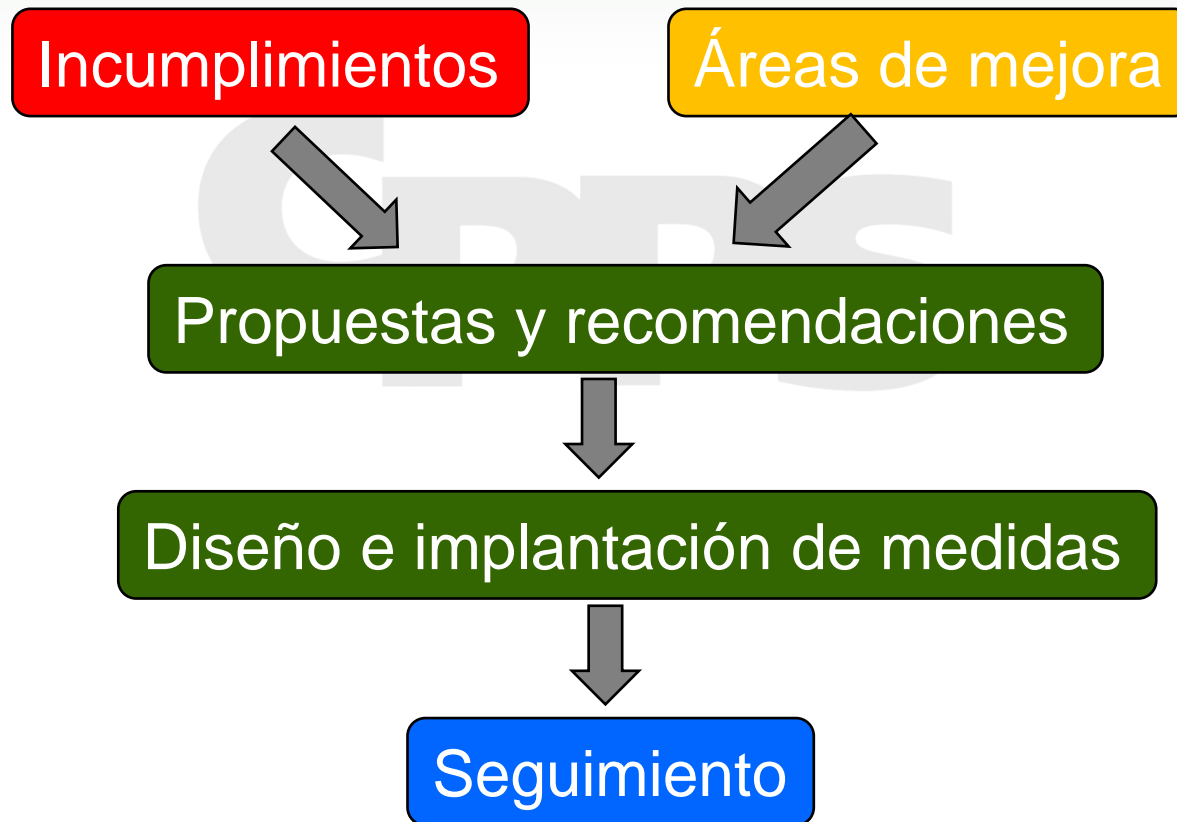 Incumplimientos
Áreas de mejora
Propuestas y recomendaciones
Diseño e implantación de medidas
Seguimiento